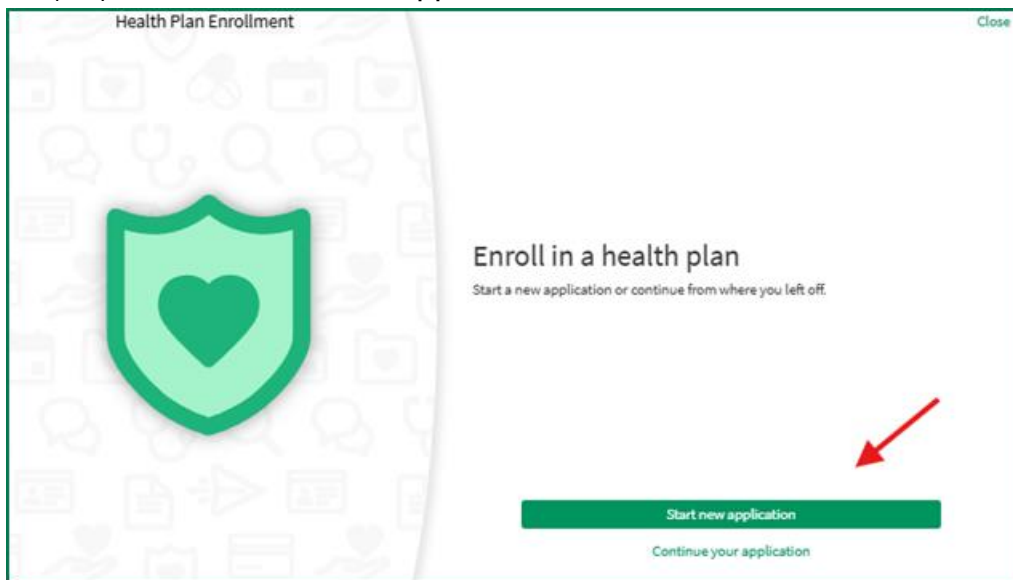 Health Plan Enrollment
Close
Enroll in a health plan
Start a new application or continue from where you left off.
Start new application
Continue your application